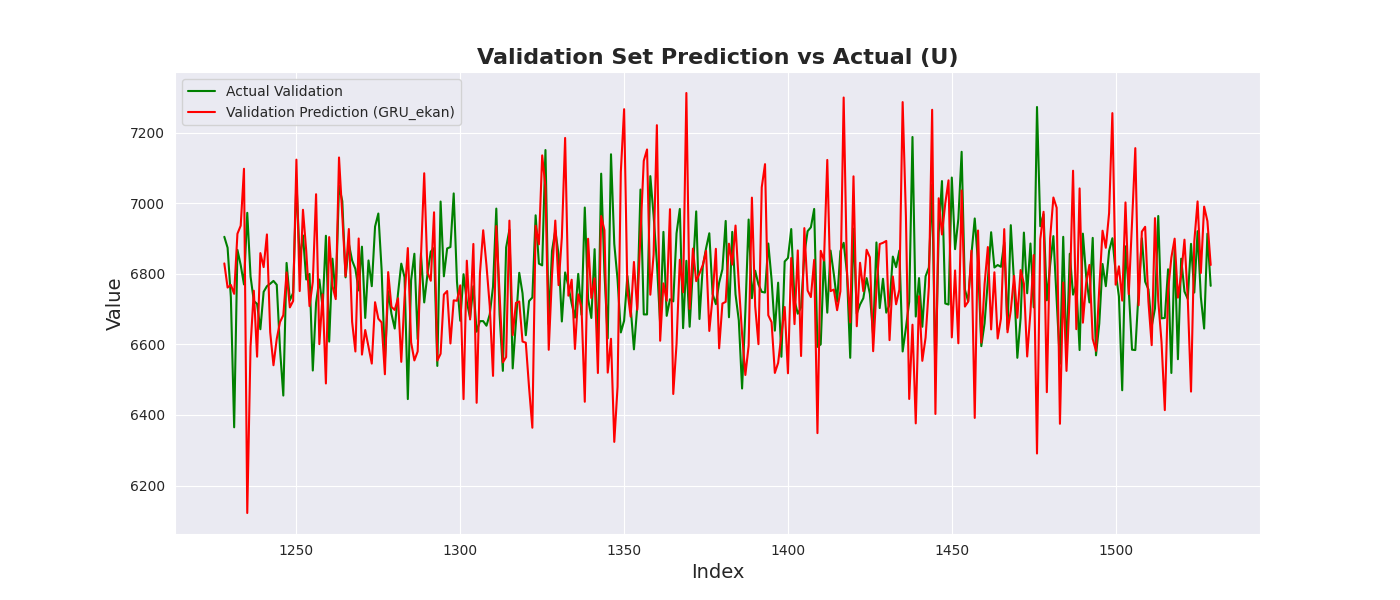 Validation Set Prediction vs Actual (U)
Actual Validation
Validation Prediction (GRU_ekan)
7200
7000
6800
6600
6400
6200
Value
1250 1300 1350 1400 1450 1500
Index